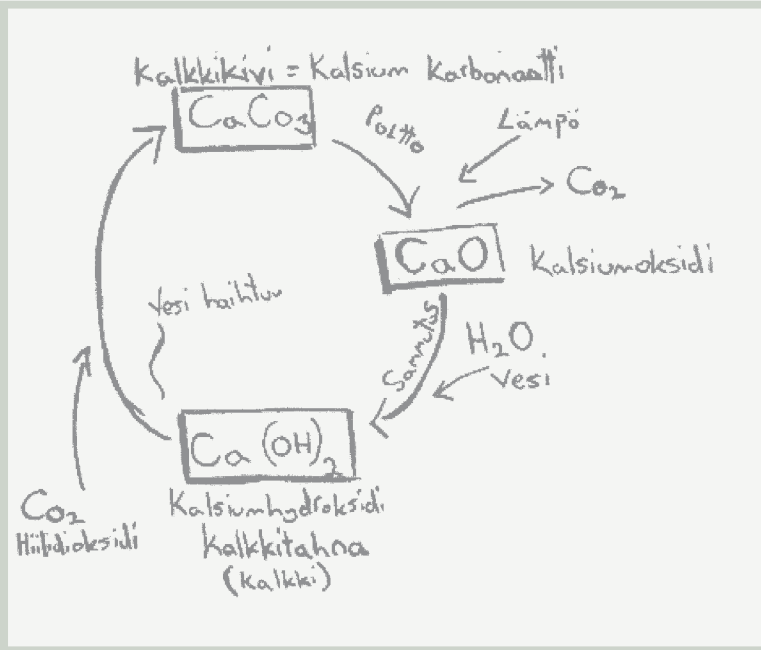 Kalkkikivi = Kalsium karbonaatti
CaCo3
Poltto
Lämpö
Co2
CaO
Kalsiumoksidi
Sammutus
H2O
Vesi
Vesi haihtuu
Ca (OH)2
Kalsiumhydroksidi
Kalkkitahna
(Kalkki)
Co2
Hiilidioksidi